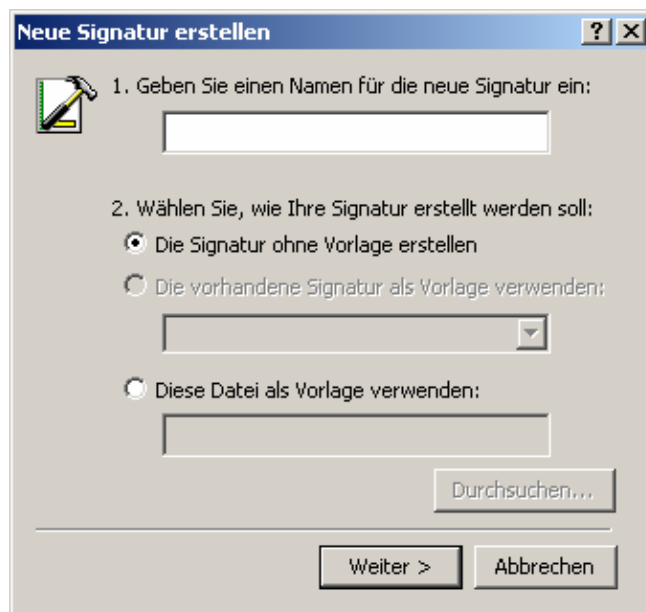 Neue Signatur erstellen
1. Geben Sie einen Namen für die neue Signatur ein:
2. Wählen Sie, wie Ihre Signatur erstellt werden soll:
Die Signatur ohne Vorlage erstellen
Die vorhandene Signatur als Vorlage verwenden:
Diese Datei als Vorlage verwenden:
Durchsuchen...
Weiter > Abbrechen